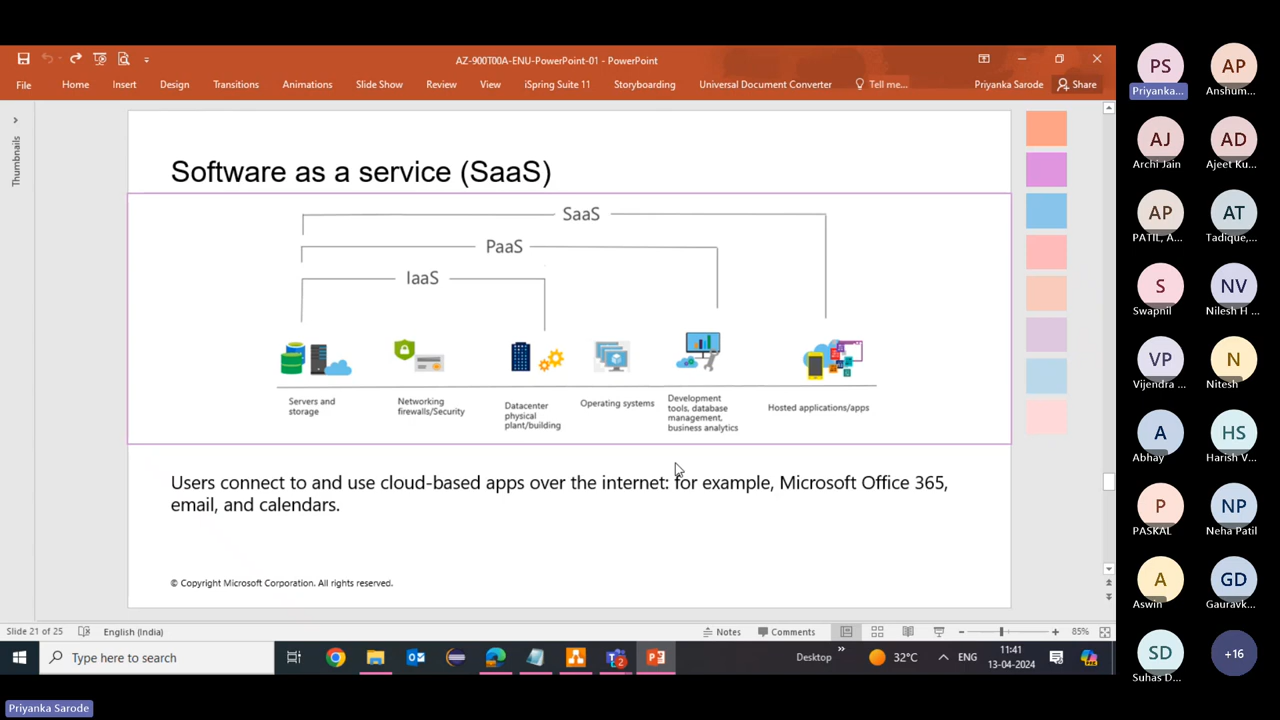 AZ-900T00A-ENU-PowerPoint-01 - PowerPoint
File Home Insert Design Transitions Animations Slide Show Review View iSpring Suite 11 Storyboarding Universal Document Converter Tell me... Priyanka Sarode Share
Thumbnails
Software as a service (SaaS)
SaaS
PaaS
IaaS
Servers and
storage
Networking
firewalls/Security
Datacenter
physical
plant/building
Operating systems
Development
tools, database
management,
business analytics
Hosted applications/apps
Users connect to and use cloud-based apps over the internet: for example, Microsoft Office 365,
email, and calendars.
© Copyright Microsoft Corporation. All rights reserved.
Slide 21 of 25 English (India) Notes Comments 85%
Type here to search Desktop 32°C ENG 11:41
13-04-2024
Priyanka Sarode
PS AP
Priyanka... Anshum...
AJ AD
Archi Jain Ajeet Ku...
AP AT
PATIL, A... Tadique,...
S NV
Swapnil Nilesh H ...
VP N
Vijendra ... Nitesh
A HS
Abhay Harish V...
P NP
PASKAL Neha Patil
A GD
Aswin Gauravk...
SD +16
Suhas D...